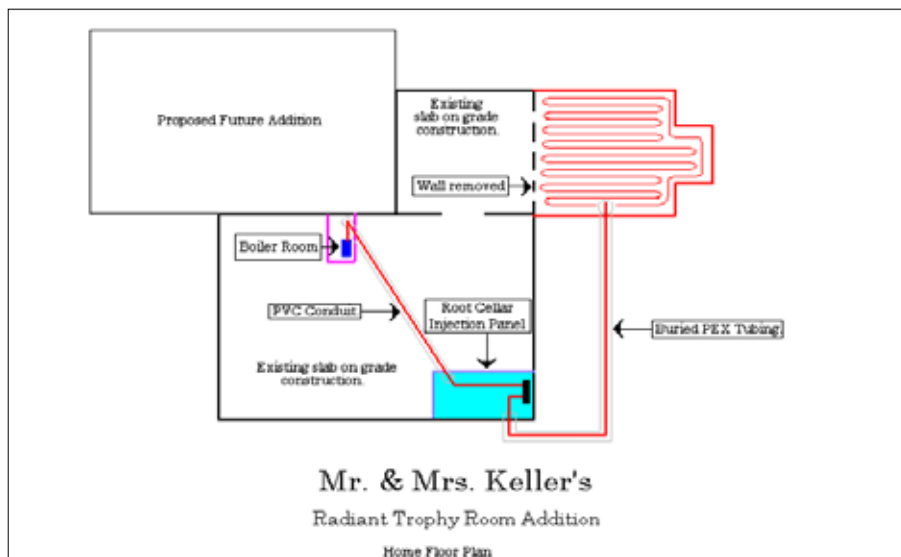 Proposed Future Addition
Existing
slab on grade
construction.
Wall removed
Boiler Room
PVC Conduit
Root Cellar
Injection Panel
Buried PEX Tubing
Existing slab on grade
construction.
Mr. & Mrs. Keller's
Radiant Trophy Room Addition
Home Floor Plan